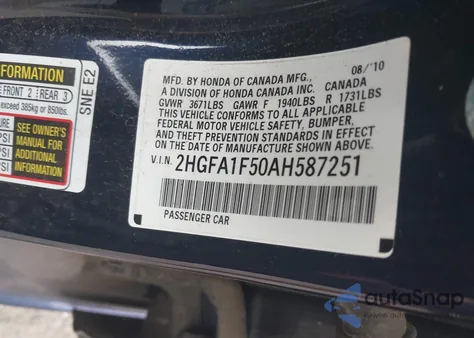 INFORMATION
FRONT 2 REAR 3
exceed 385kg or 850lbs.
SEE OWNER'S
MANUAL FOR
ADDITIONAL
INFORMATION
SNE E2
08/'10
MFD. BY HONDA OF CANADA MFG.,
A DIVISION OF HONDA CANADA INC. CANADA
GVWR 3671LBS GAWR F 1940LBS R 1731LBS
THIS VEHICLE CONFORMS TO ALL APPLICABLE
FEDERAL MOTOR VEHICLE SAFETY, BUMPER,
AND THEFT PREVENTION STANDARDS IN EFFECT
ON THE DATE OF MANUFACTURE SHOWN ABOVE.
V.I.N. 2HGFA1F50AH587251
PASSENGER CAR
autoSnap